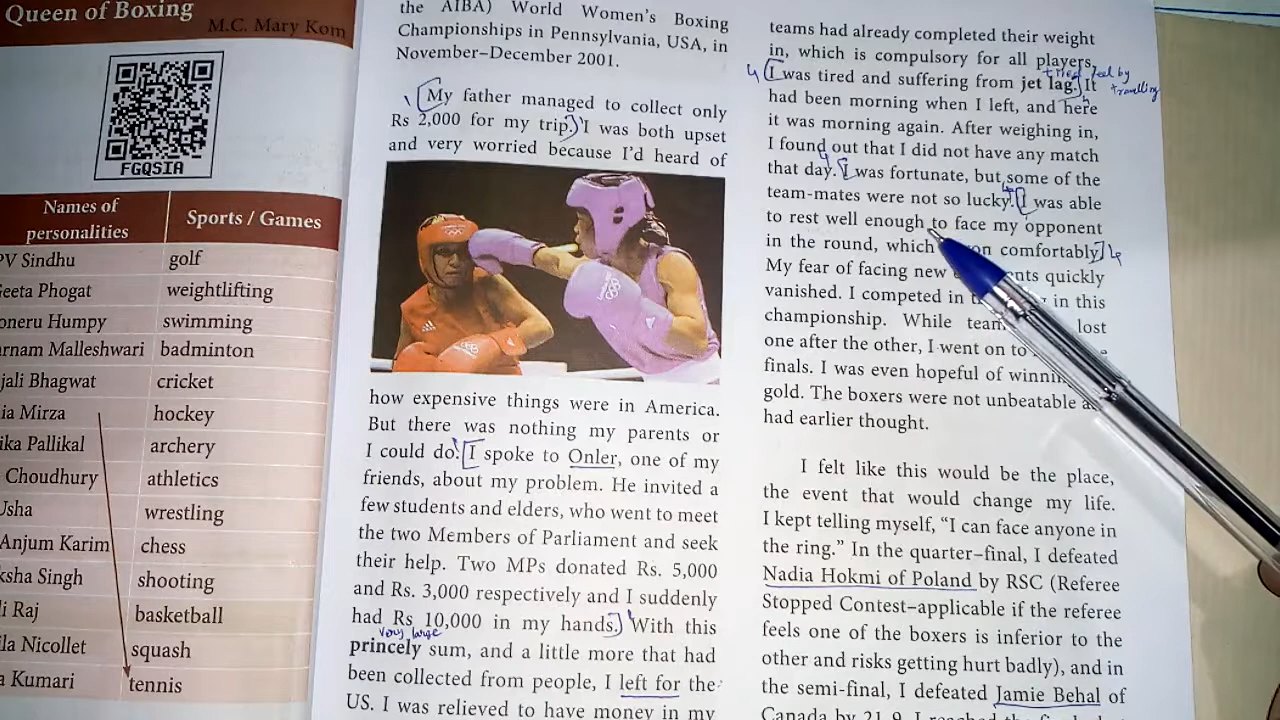 Queen of Boxing
M.C. Mary Kom
FGQSIA
Names of personalities
Sports / Games
PV Sindhu
golf
Geeta Phogat
weightlifting
Humpy
swimming
Malleshwari
badminton
Bhagwat
cricket
Mirza
hockey
Pallikal
archery
Choudhury
athletics
Usha
wrestling
Anjum Karim
chess
Singh
shooting
Raj
basketball
Nicollet
squash
Kumari
tennis
the AIBA) World Women's Boxing
Championships in Pennsylvania, USA, in
November–December 2001.
My father managed to collect only
Rs 2,000 for my trip. I was both upset
and very worried because I'd heard of
how expensive things were in America.
But there was nothing my parents or
I could do. I spoke to Onler, one of my
friends, about my problem. He invited a
few students and elders, who went to meet
the two Members of Parliament and seek
their help. Two MPs donated Rs. 5,000
and Rs. 3,000 respectively and I suddenly
had Rs 10,000 in my hands. With this
very large
princely sum, and a little more that had
been collected from people, I left for the
US. I was relieved to have money in my
teams had already completed their weight
in, which is compulsory for all players.
tired feel by
travelling
I was tired and suffering from jet lag. It
had been morning when I left, and here
it was morning again. After weighing in,
I found out that I did not have any match
that day. I was fortunate, but some of the
team-mates were not so lucky. I was able
to rest well enough to face my opponent
in the round, which comfortably
My fear of facing new quickly
vanished. I competed in in this
championship. While lost
one after the other, I went on to
finals. I was even hopeful of
gold. The boxers were not unbeatable
had earlier thought.
I felt like this would be the place,
the event that would change my life.
I kept telling myself, “I can face anyone in
the ring.” In the quarter–final, I defeated
Nadia Hokmi of Poland by RSC (Referee
Stopped Contest–applicable if the referee
feels one of the boxers is inferior to the
other and risks getting hurt badly), and in
the semi-final, I defeated Jamie Behal of
Canada by 21-9. I reached the